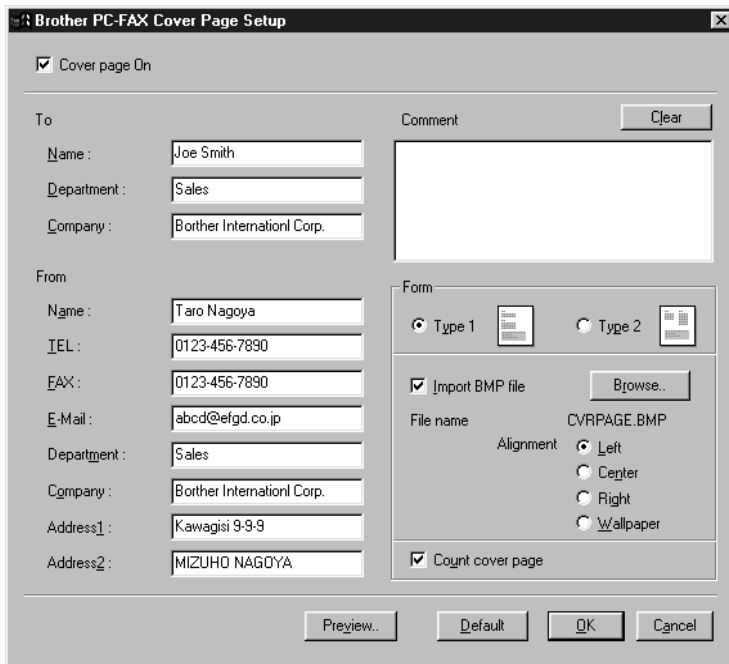 Brother PC-FAX Cover Page Setup
Cover page On
To
Name : Joe Smith
Department : Sales
Company : Borther Internationl Corp.
From
Name : Taro Nagoya
TEL : 0123-456-7890
FAX : 0123-456-7890
E-Mail : abcd@efgd.co.jp
Department : Sales
Company : Borther Internationl Corp.
Address1 : Kawagisi 9-9-9
Address2 : MIZUHO NAGOYA
Comment Clear
Form
Type 1 Type 2
Import BMP file Browse..
File name CVRPAGE.BMP
Alignment Left
Center
Right
Wallpaper
Count cover page
Preview.. Default OK Cancel